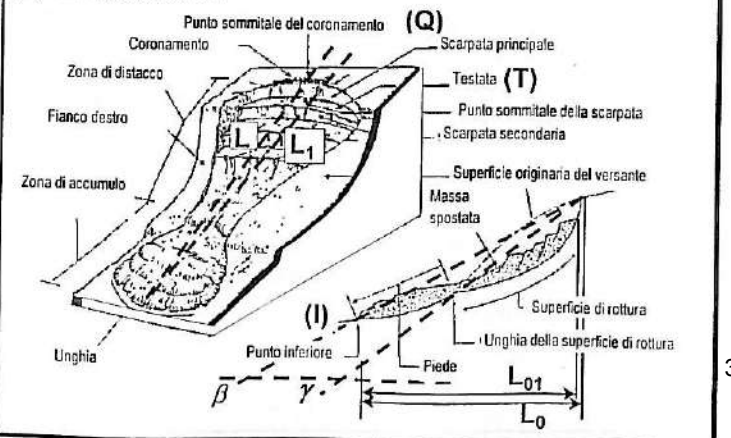 Punto sommitale del coronamento (Q)
Coronamento
Scarpata principale
Zona di distacco
Testata (T)
Fianco destro
Punto sommitale della scarpata
Scarpata secondaria
L
L1
Zona di accumulo
Superficie originaria del versante
Massa
spostata
(I)
Superficie di rottura
Unghia
Punto inferiore
Unghia della superficie di rottura
Piede
β
γ
L01
L0
3